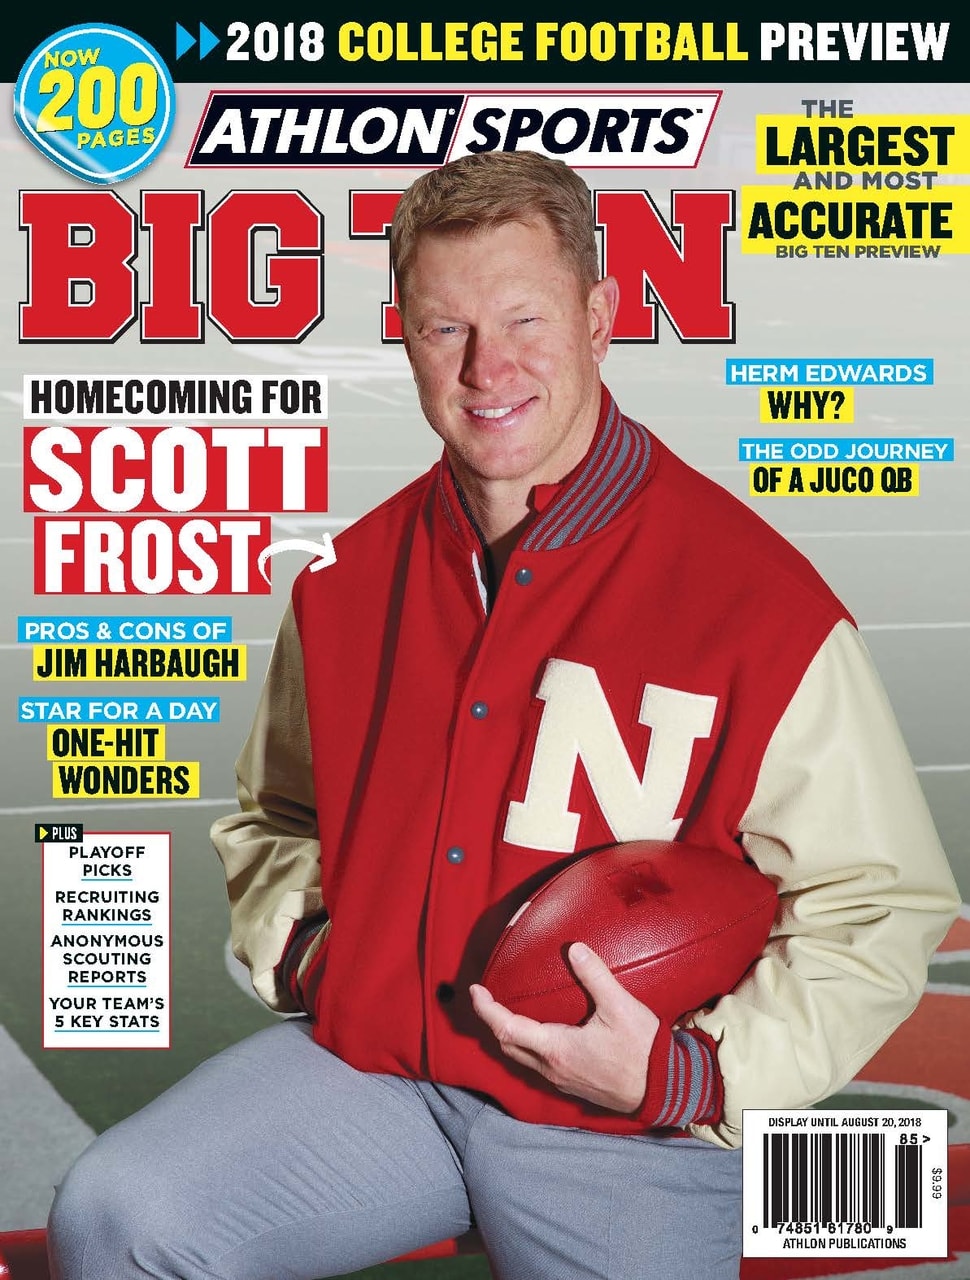 2018 COLLEGE FOOTBALL PREVIEW
NOW
200
PAGES
ATHLON® SPORTS™
THE
LARGEST
AND MOST
ACCURATE
BIG TEN PREVIEW
BIG TEN
HOMECOMING FOR
SCOTT
FROST
HERM EDWARDS
WHY?
THE ODD JOURNEY
OF A JUCO QB
PROS & CONS OF
JIM HARBAUGH
STAR FOR A DAY
ONE-HIT
WONDERS
PLUS
PLAYOFF
PICKS
RECRUITING
RANKINGS
ANONYMOUS
SCOUTING
REPORTS
YOUR TEAM'S
5 KEY STATS
N
DISPLAY UNTIL AUGUST 20, 2018
85>
$9.99
0 74851 61780 9
ATHLON PUBLICATIONS